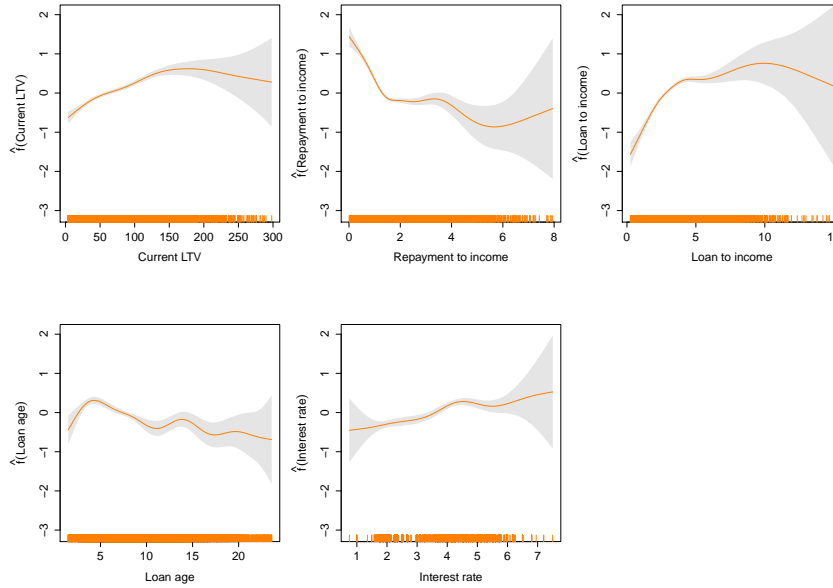 f̂(Current LTV)
2
1
0
-1
-2
-3
0 50 100 150 200 250 300
Current LTV
f̂(Repayment to income)
2
1
0
-1
-2
-3
0 2 4 6 8
Repayment to income
f̂(Loan to income)
2
1
0
-1
-2
-3
0 5 10
Loan to income
f̂(Loan age)
2
1
0
-1
-2
-3
5 10 15 20
Loan age
f̂(Interest rate)
2
1
0
-1
-2
-3
1 2 3 4 5 6 7
Interest rate